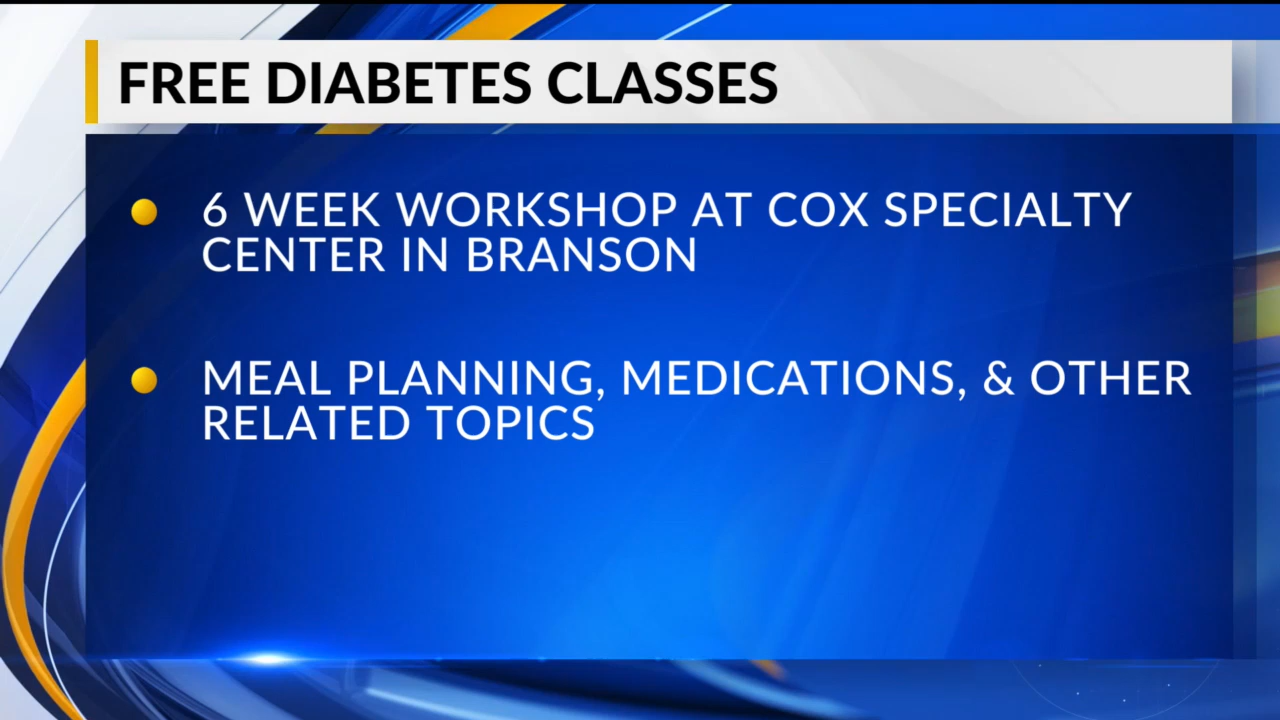 FREE DIABETES CLASSES
6 WEEK WORKSHOP AT COX SPECIALTY
CENTER IN BRANSON
MEAL PLANNING, MEDICATIONS, & OTHER
RELATED TOPICS